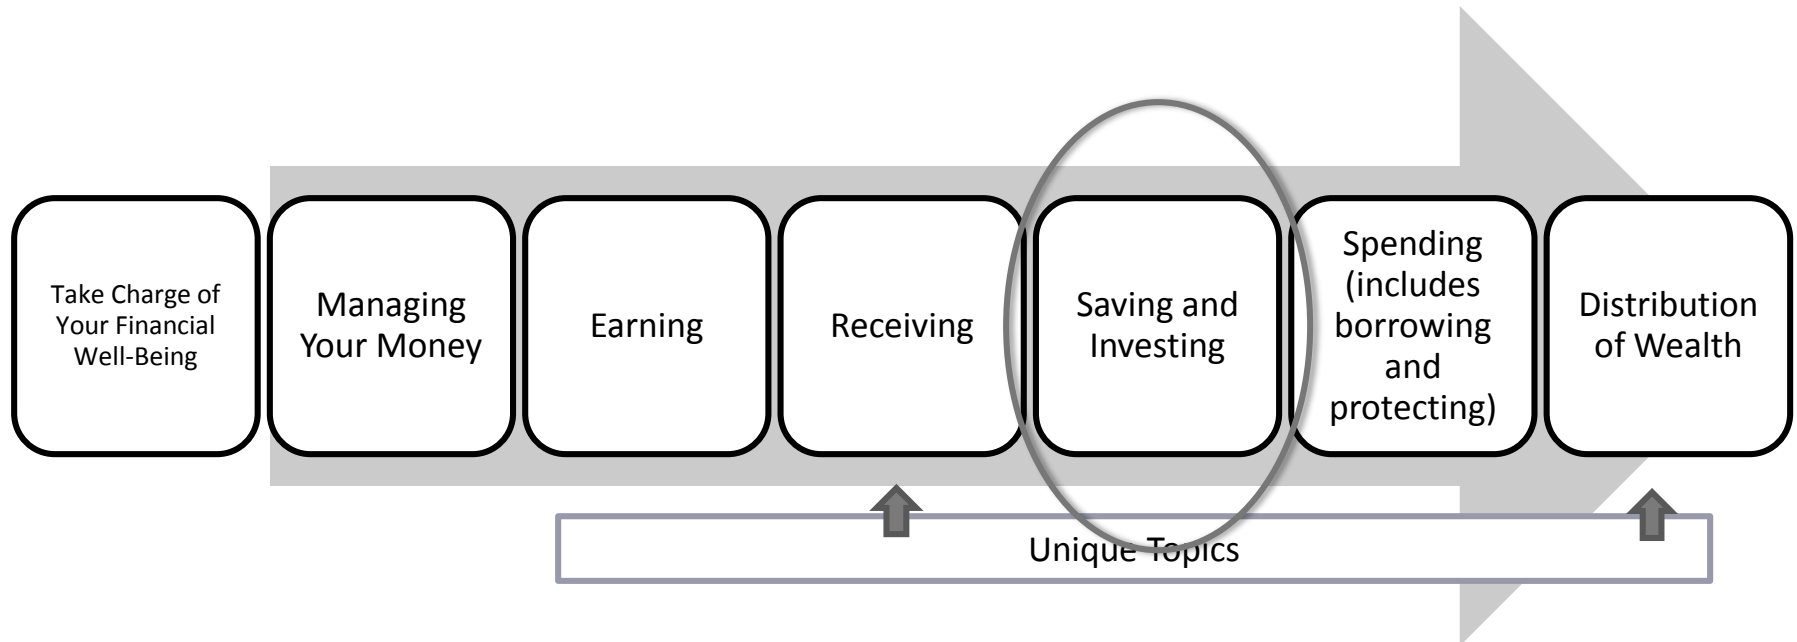 Take Charge of
Your Financial
Well-Being
Managing
Your Money
Earning
Receiving
Saving and
Investing
Spending
(includes
borrowing
and
protecting)
Distribution
of Wealth
Unique Topics